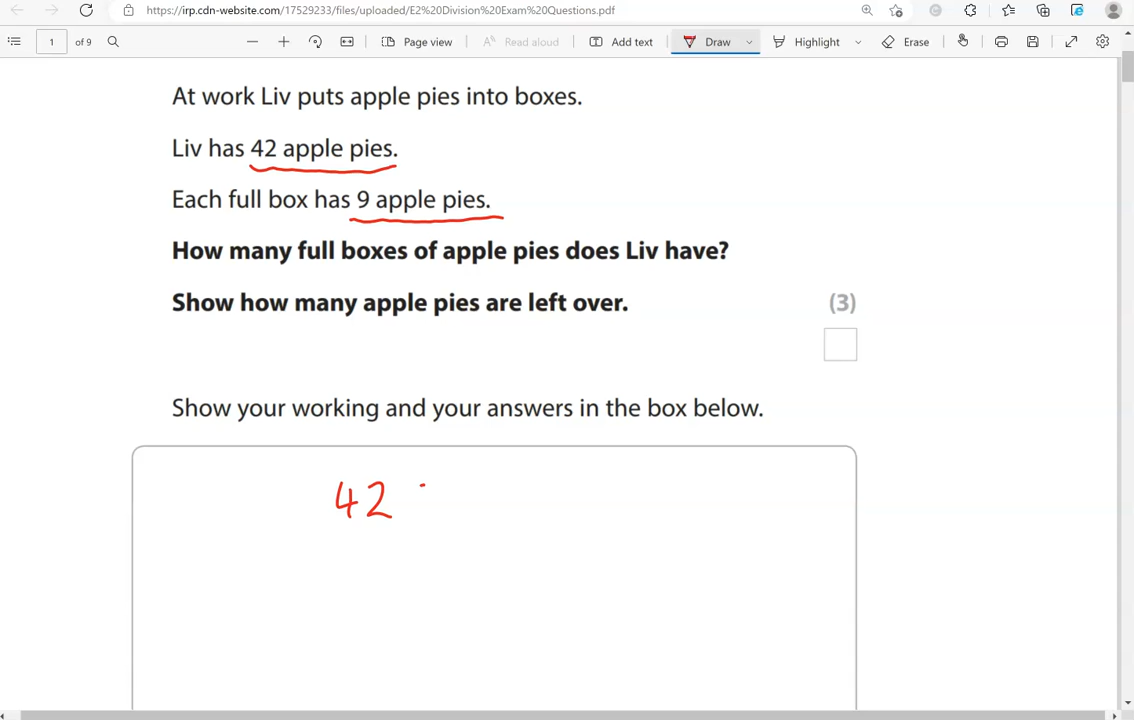 https://irp.cdn-website.com/17529233/files/uploaded/E2%20Division%20Exam%20Questions.pdf
1 of 9 Page view Read aloud Add text Draw Highlight Erase
At work Liv puts apple pies into boxes.
Liv has 42 apple pies.
Each full box has 9 apple pies.
How many full boxes of apple pies does Liv have?
Show how many apple pies are left over. (3)
Show your working and your answers in the box below.
42